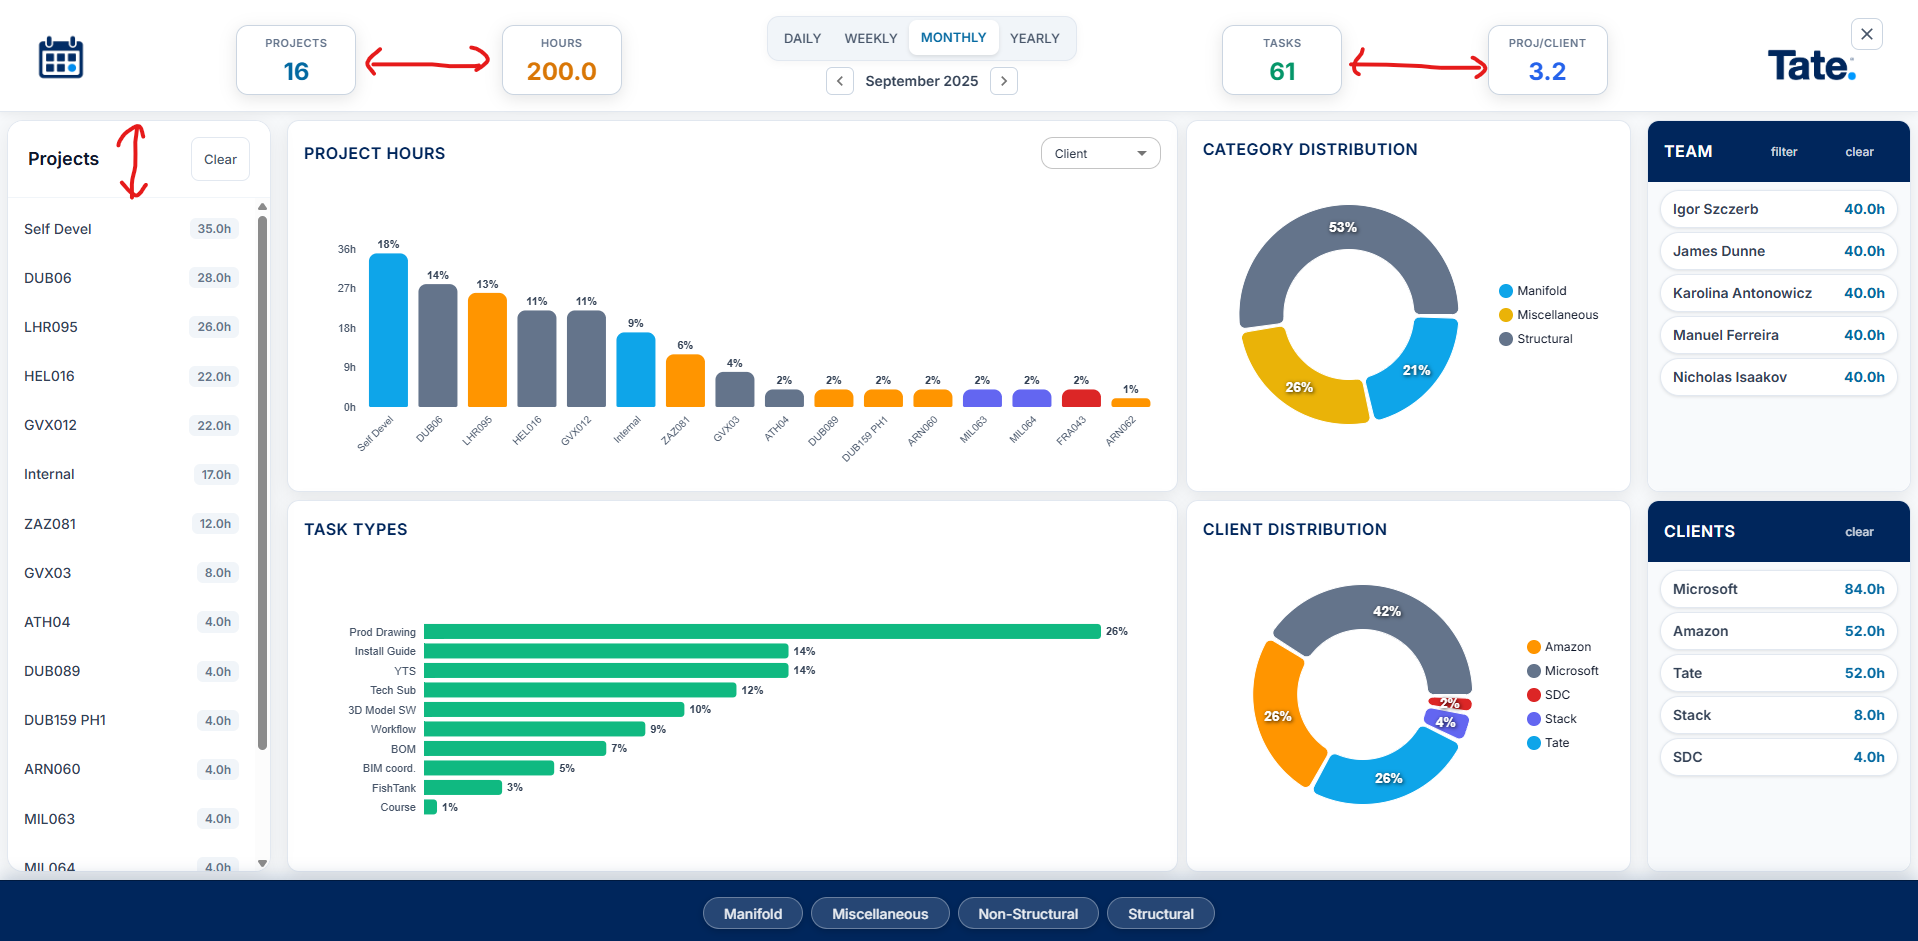 PROJECTS
16
HOURS
200.0
DAILY WEEKLY MONTHLY YEARLY
September 2025
TASKS
61
PROJ/CLIENT
3.2
Tate.
Projects Clear
Self Devel 35.0h
DUB06 28.0h
LHR095 26.0h
HEL016 22.0h
GVX012 22.0h
Internal 17.0h
ZAZ081 12.0h
GVX03 8.0h
ATH04 4.0h
DUB089 4.0h
DUB159 PH1 4.0h
ARN060 4.0h
MIL063 4.0h
MIL064 4.0h
PROJECT HOURS Client
36h
27h
18h
9h
0h
18% 14% 13% 11% 11% 9% 6% 4% 2% 2% 2% 2% 2% 2% 2% 1%
Self Devel DUB06 LHR095 HEL016 GVX012 Internal ZAZ081 GVX03 ATH04 DUB089 DUB159 PH1 ARN060 MIL063 MIL064 FRA043 ARN062
CATEGORY DISTRIBUTION
53%
21%
26%
Manifold
Miscellaneous
Structural
TEAM filter clear
Igor Szczerb 40.0h
James Dunne 40.0h
Karolina Antonowicz 40.0h
Manuel Ferreira 40.0h
Nicholas Isaakov 40.0h
TASK TYPES
Prod Drawing 26%
Install Guide 14%
YTS 14%
Tech Sub 12%
3D Model SW 10%
Workflow 9%
BOM 7%
BIM coord. 5%
FishTank 3%
Course 1%
CLIENT DISTRIBUTION
42%
2%
4%
26%
26%
Amazon
Microsoft
SDC
Stack
Tate
CLIENTS clear
Microsoft 84.0h
Amazon 52.0h
Tate 52.0h
Stack 8.0h
SDC 4.0h
Manifold Miscellaneous Non-Structural Structural